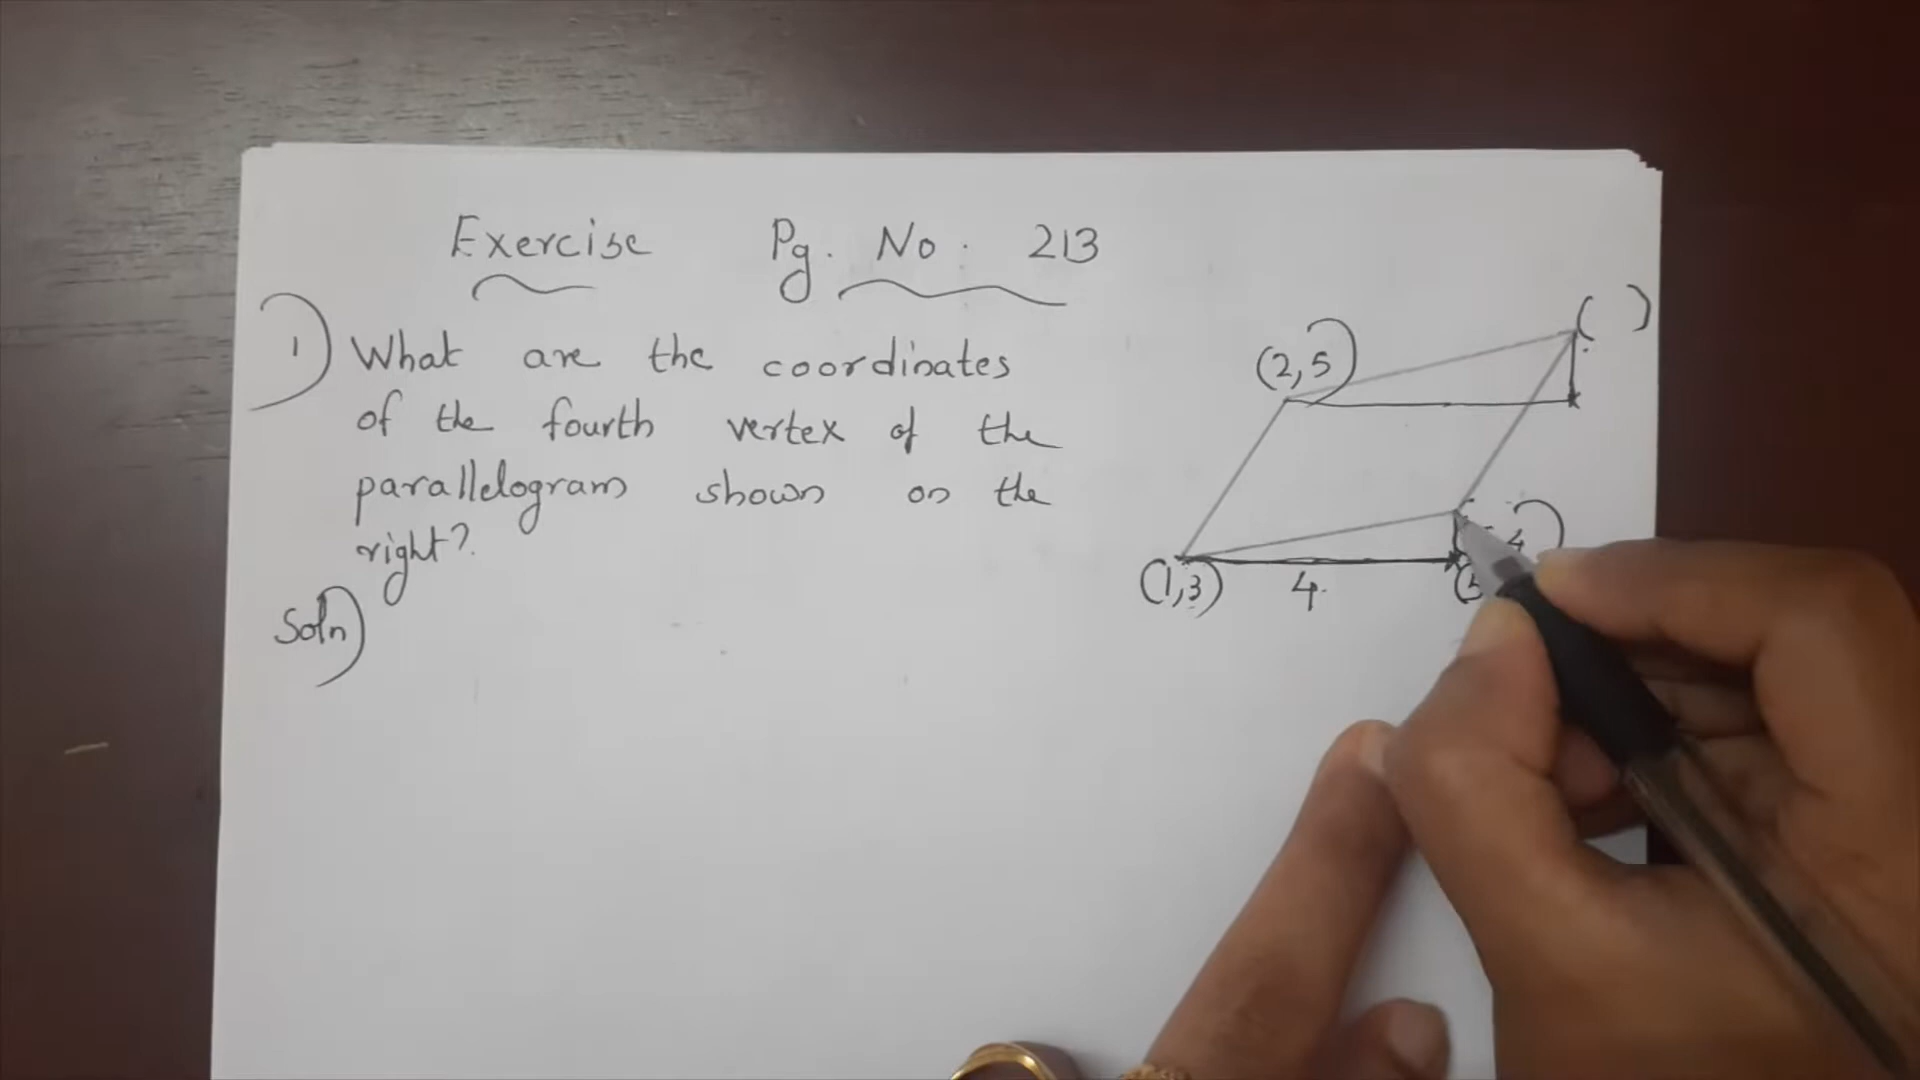 Exercise Pg. No. 213
1) What are the coordinates
of the fourth vertex of the
parallelogram shown on the
right?
Soln)
( )
(2,5)
4)
(1,3)
4